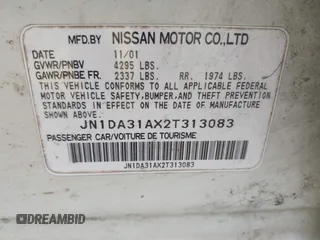 MFD.BY NISSAN MOTOR CO.,LTD
DATE 11/01
GVWR/PNBV 4295 LBS.
GAWR/PNBE FR. 2337 LBS. RR. 1974 LBS.
THIS VEHICLE CONFORMS TO ALL APPLICABLE FEDERAL
MOTOR VEHICLE SAFETY, BUMPER, AND THEFT PREVENTION
STANDARDS IN EFFECT ON THE DATE OF MANUFACTURE
SHOWN ABOVE.
JN1DA31AX2T313083
PASSENGER CAR/VOITURE DE TOURISME
JN1DA31AX2T313083
DREAMBID